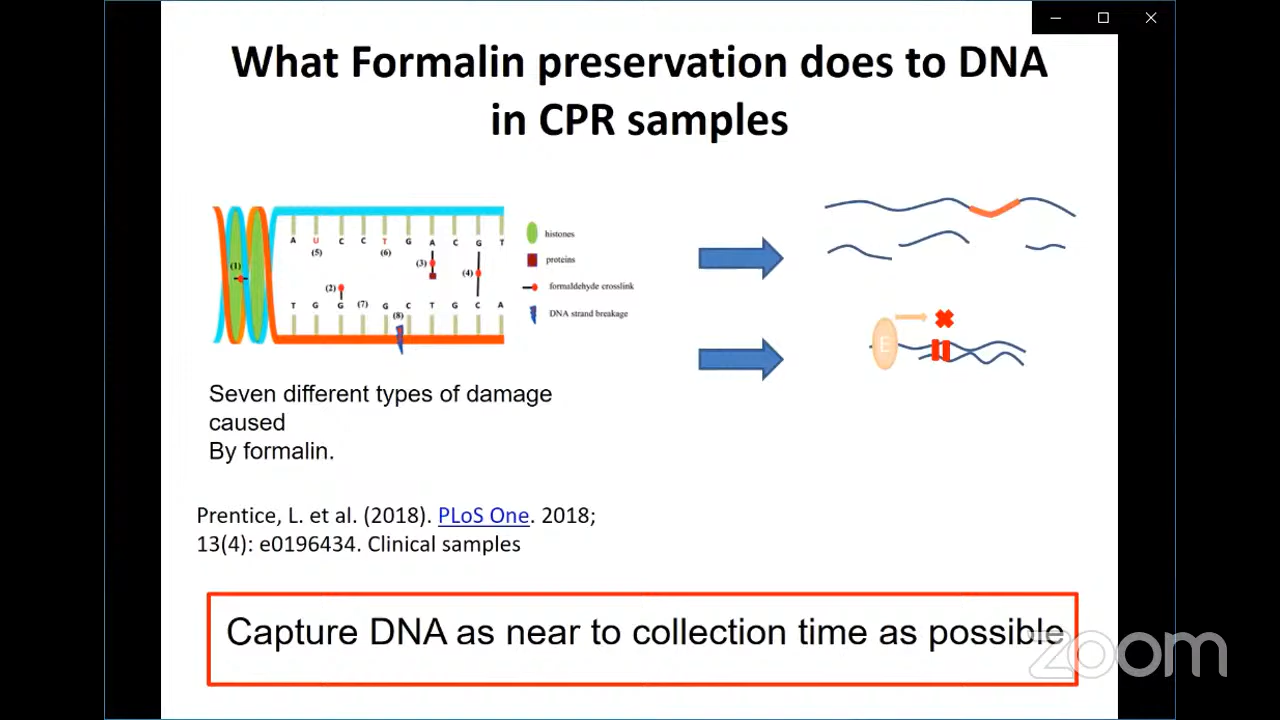 What Formalin preservation does to DNA
in CPR samples
A U C C T G A C G T
(5) (6)
(1)
(3)
(4)
(2)
T G G (7) G C T G C A
(8)
histones
proteins
formaldehyde crosslink
DNA strand breakage
E
Seven different types of damage
caused
By formalin.
Prentice, L. et al. (2018). PLoS One. 2018;
13(4): e0196434. Clinical samples
Capture DNA as near to collection time as possible
zoom